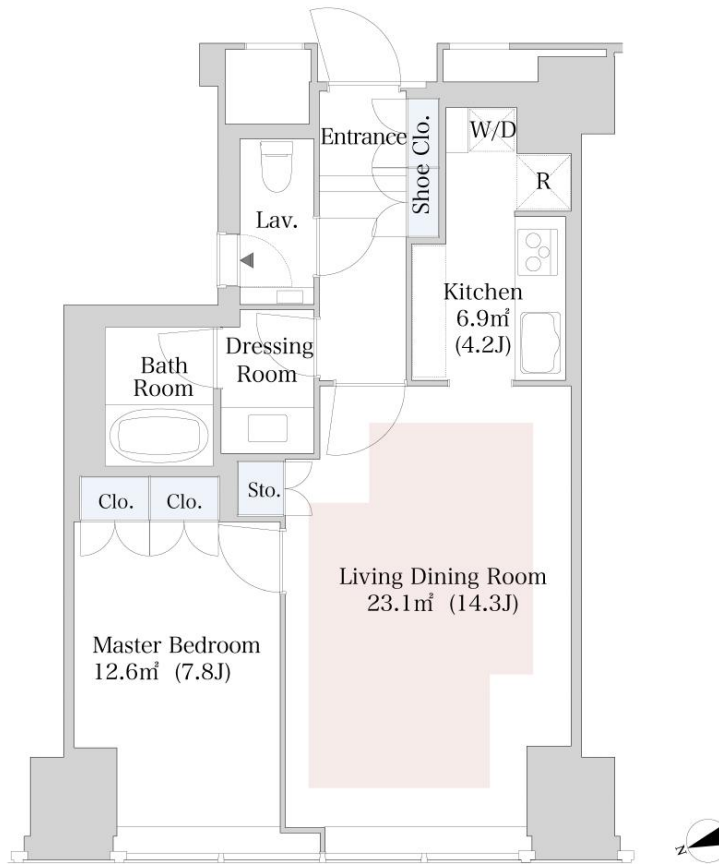 Entrance
Shoe Clo.
W/D
R
Lav.
Kitchen
6.9㎡
(4.2J)
Dressing
Room
Bath
Room
Clo.
Clo.
Sto.
Living Dining Room
23.1㎡ (14.3J)
Master Bedroom
12.6㎡ (7.8J)
N